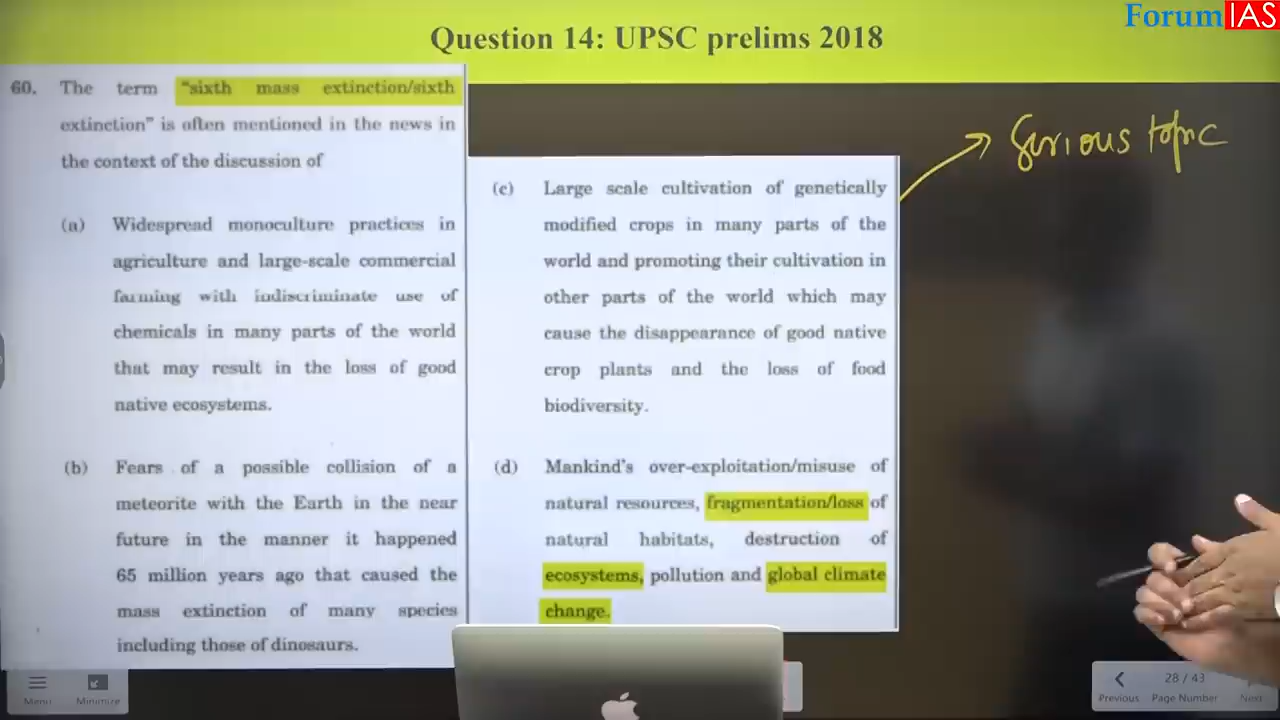 ForumIAS
Question 14: UPSC prelims 2018
60. The term "sixth mass extinction/sixth
extinction" is often mentioned in the news in
the context of the discussion of
(a) Widespread monoculture practices in
agriculture and large-scale commercial
farming with indiscriminate use of
chemicals in many parts of the world
that may result in the loss of good
native ecosystems.
(b) Fears of a possible collision of a
meteorite with the Earth in the near
future in the manner it happened
65 million years ago that caused the
mass extinction of many species
including those of dinosaurs.
(c) Large scale cultivation of genetically
modified crops in many parts of the
world and promoting their cultivation in
other parts of the world which may
cause the disappearance of good native
crop plants and the loss of food
biodiversity.
(d) Mankind's over-exploitation/misuse of
natural resources, fragmentation/loss of
natural habitats, destruction of
ecosystems, pollution and global climate
change.
Serious topic
Menu
Minimize
28 / 43
Previous Page Number Next